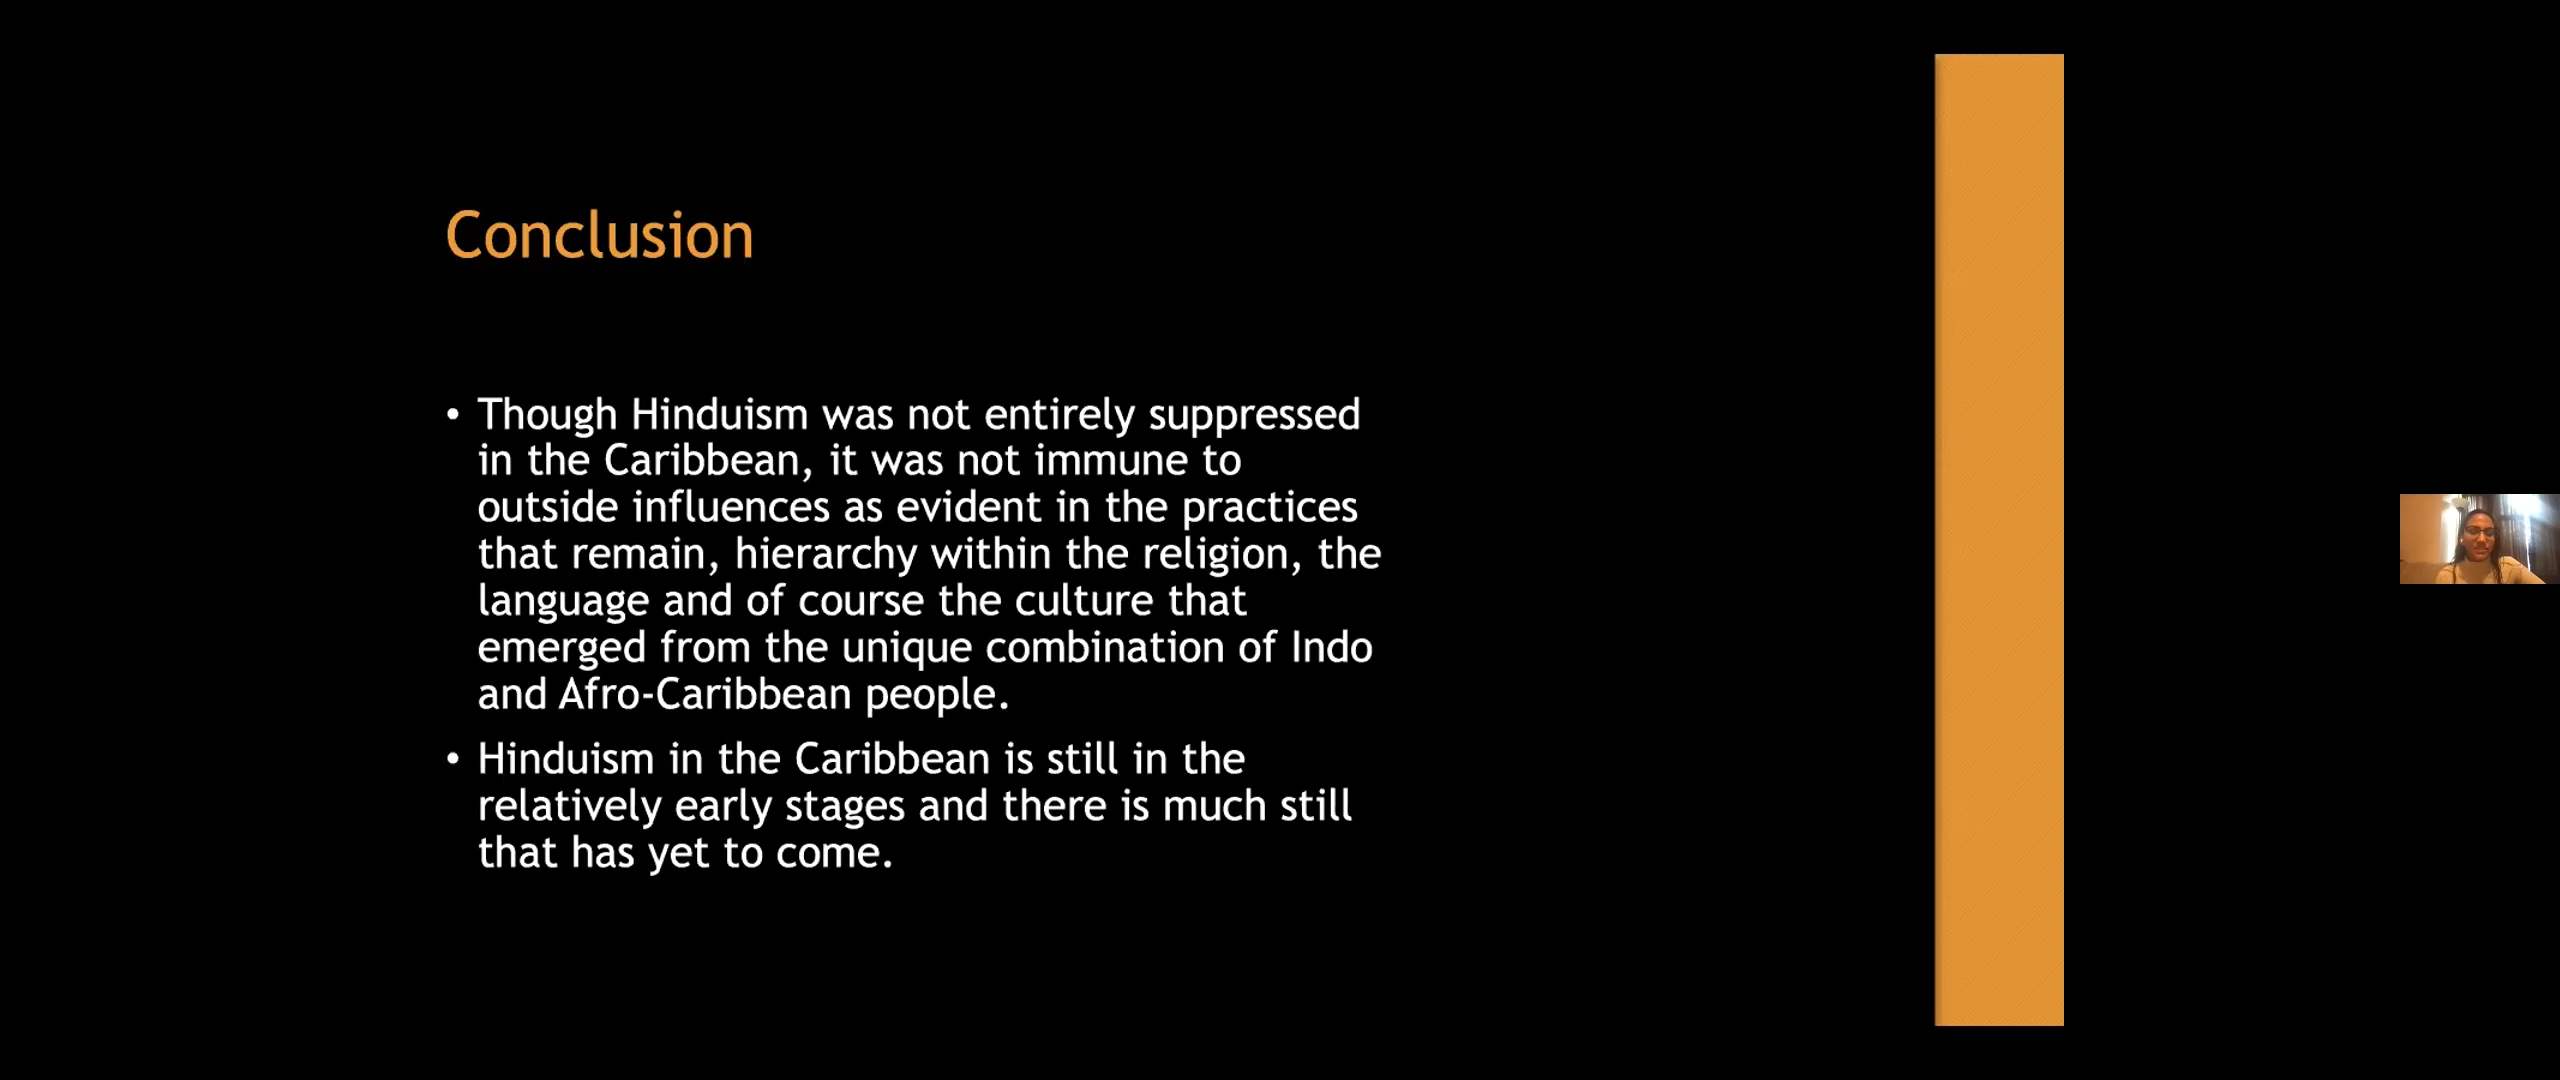 Conclusion
• Though Hinduism was not entirely suppressed
in the Caribbean, it was not immune to
outside influences as evident in the practices
that remain, hierarchy within the religion, the
language and of course the culture that
emerged from the unique combination of Indo
and Afro-Caribbean people.
• Hinduism in the Caribbean is still in the
relatively early stages and there is much still
that has yet to come.